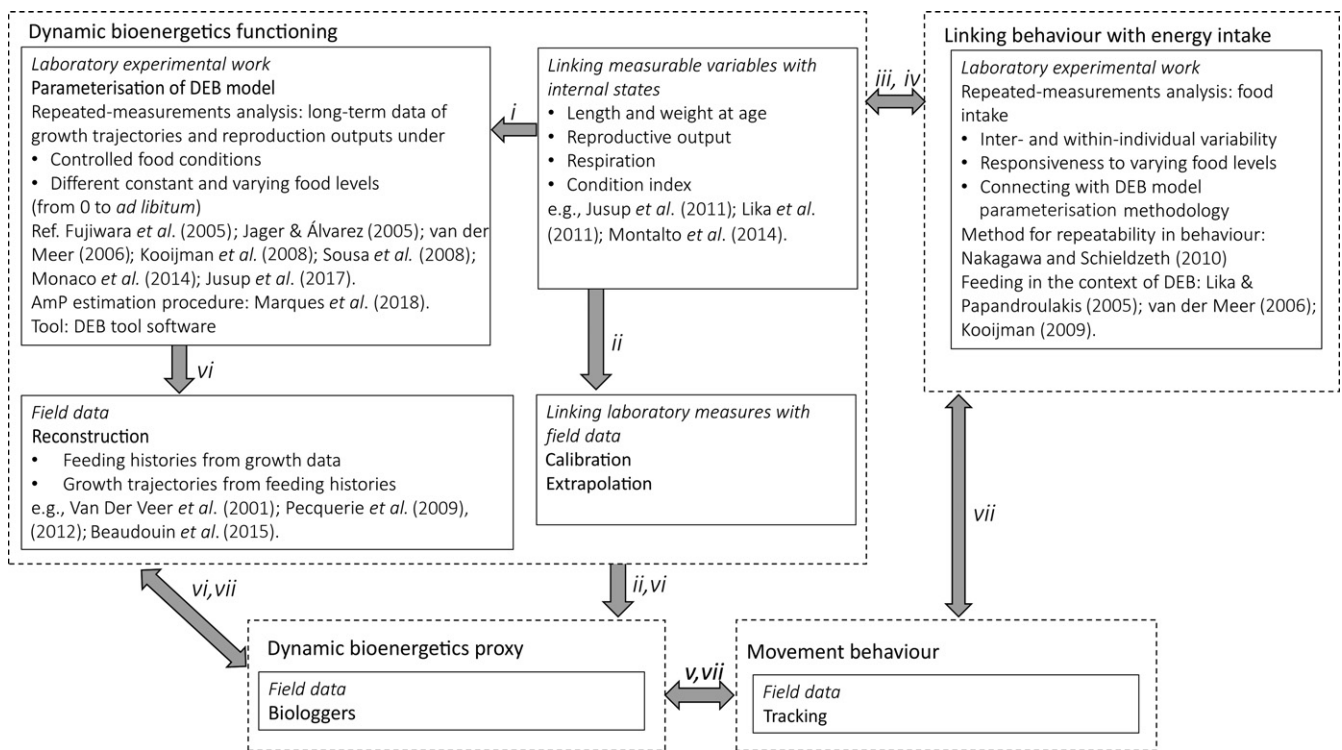 Dynamic bioenergetics functioning
Laboratory experimental work
Parameterisation of DEB model
Repeated-measurements analysis: long-term data of
growth trajectories and reproduction outputs under
• Controlled food conditions
• Different constant and varying food levels
(from 0 to ad libitum)
Ref. Fujiwara et al. (2005); Jager & Álvarez (2005); van der
Meer (2006); Kooijman et al. (2008); Sousa et al. (2008);
Monaco et al. (2014); Jusup et al. (2017).
AmP estimation procedure: Marques et al. (2018).
Tool: DEB tool software
i
Linking measurable variables with
internal states
• Length and weight at age
• Reproductive output
• Respiration
• Condition index
e.g., Jusup et al. (2011); Lika et al.
(2011); Montalto et al. (2014).
iii, iv
Linking behaviour with energy intake
Laboratory experimental work
Repeated-measurements analysis: food
intake
• Inter- and within-individual variability
• Responsiveness to varying food levels
• Connecting with DEB model
parameterisation methodology
Method for repeatability in behaviour:
Nakagawa and Schieldzeth (2010)
Feeding in the context of DEB: Lika &
Papandroulakis (2005); van der Meer (2006);
Kooijman (2009).
vi
ii
Field data
Reconstruction
• Feeding histories from growth data
• Growth trajectories from feeding histories
e.g., Van Der Veer et al. (2001); Pecquerie et al. (2009),
(2012); Beaudouin et al. (2015).
Linking laboratory measures with
field data
Calibration
Extrapolation
vii
vi,vii
ii,vi
Dynamic bioenergetics proxy
Field data
Biologgers
v,vii
Movement behaviour
Field data
Tracking